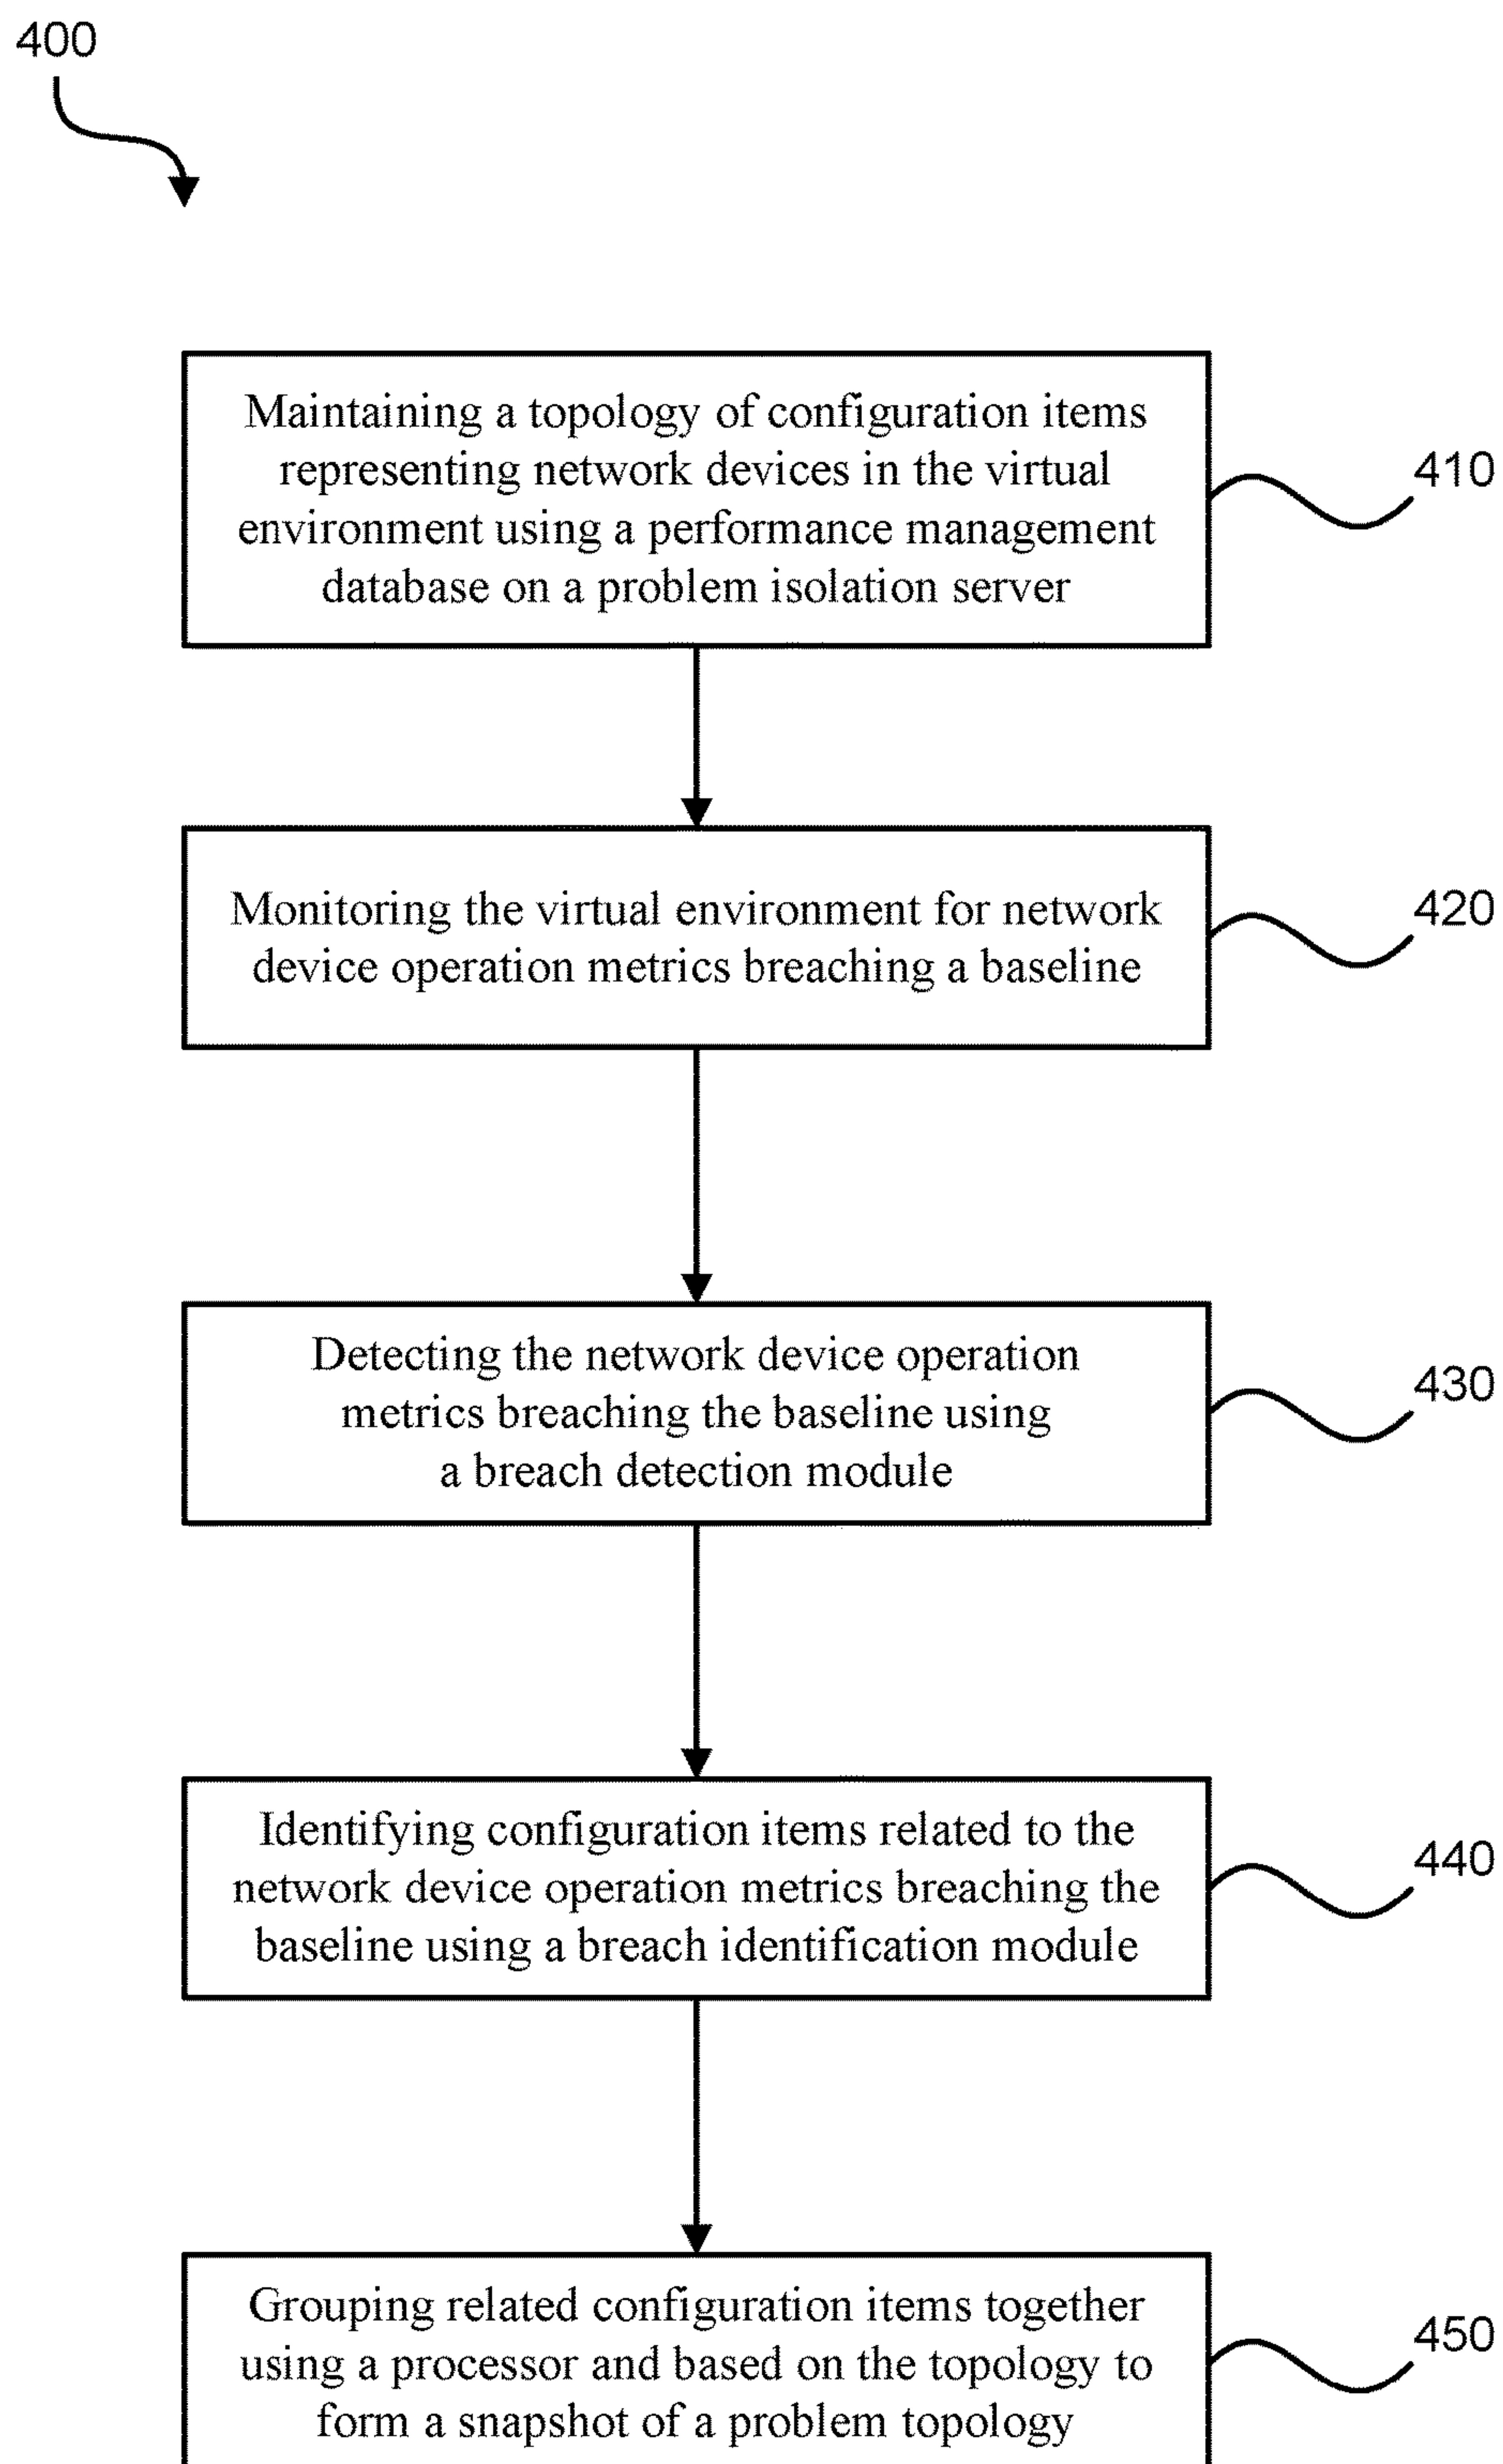 400
Maintaining a topology of configuration items
representing network devices in the virtual
environment using a performance management
database on a problem isolation server
410
Monitoring the virtual environment for network
device operation metrics breaching a baseline
420
Detecting the network device operation
metrics breaching the baseline using
a breach detection module
430
Identifying configuration items related to the
network device operation metrics breaching the
baseline using a breach identification module
440
Grouping related configuration items together
using a processor and based on the topology to
form a snapshot of a problem topology
450